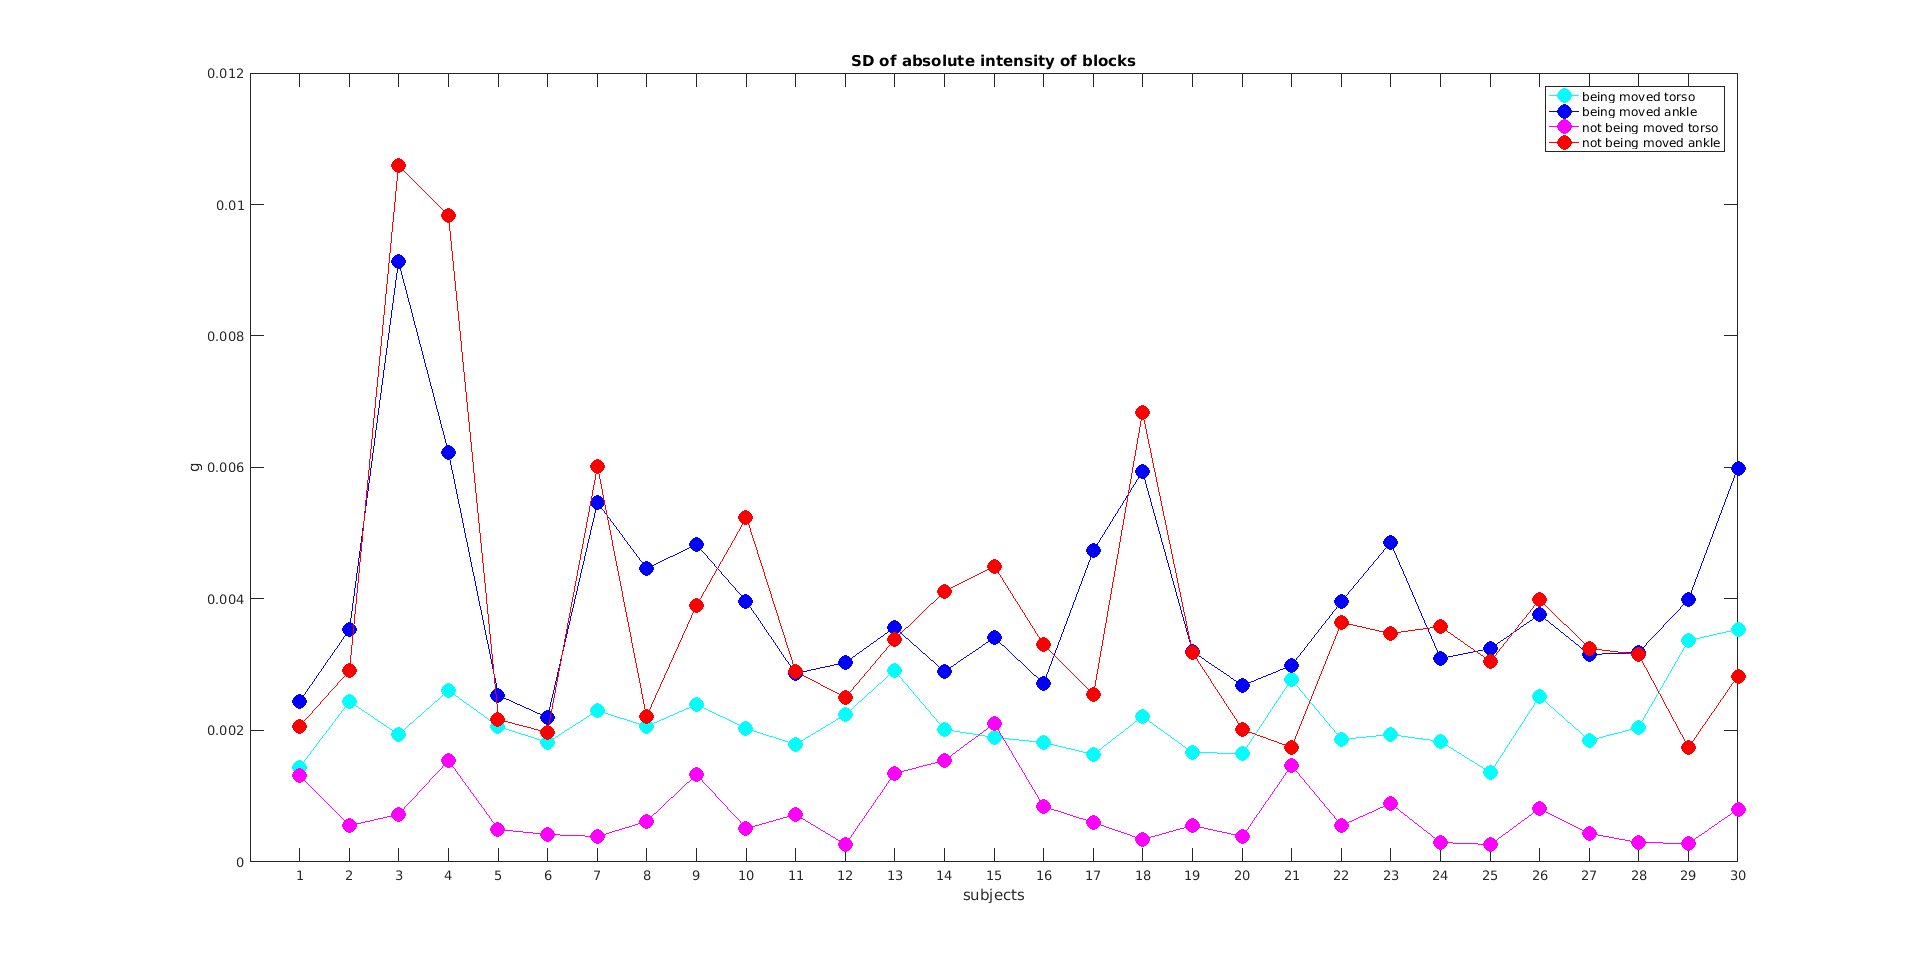 SD of absolute intensity of blocks
0.012
0.01
0.008
0.006
0.004
0.002
0
g
being moved torso
being moved ankle
not being moved torso
not being moved ankle
1 2 3 4 5 6 7 8 9 10 11 12 13 14 15 16 17 18 19 20 21 22 23 24 25 26 27 28 29 30
subjects